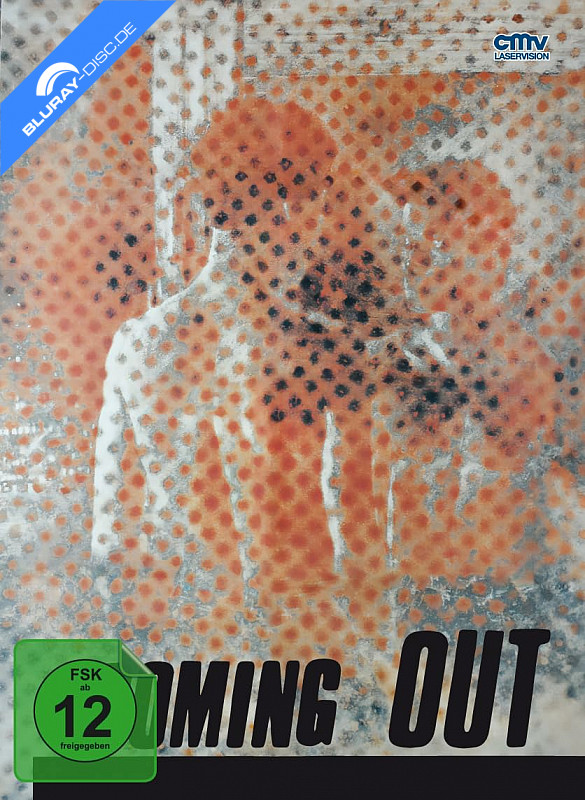 BLURAY-DISC.DE
cmv
LASERVISION
OMING OUT
FSK
ab
12
freigegeben